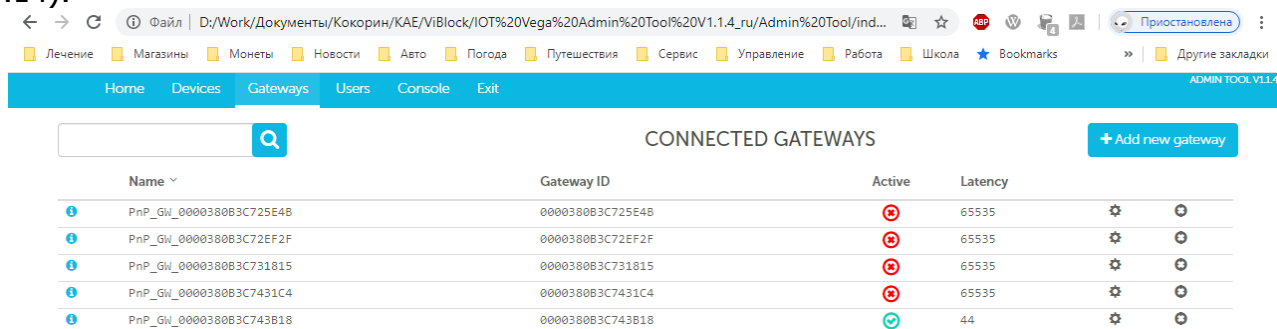 Файл | D:/Work/Документы/Кокорин/KAE/ViBlock/IOT%20Vega%20Admin%20Tool%20V1.1.4_ru/Admin%20Tool/ind... ABP 4 Приостановлена
Лечение Магазины Монеты Новости Авто Погода Путешествия Сервис Управление Работа Школа Bookmarks » Другие закладки
Home Devices Gateways Users Console Exit ADMIN TOOL V1.1.4
CONNECTED GATEWAYS + Add new gateway
Name Gateway ID Active Latency
PnP_GW_0000380B3C725E4B 0000380B3C725E4B 65535
PnP_GW_0000380B3C72EF2F 0000380B3C72EF2F 65535
PnP_GW_0000380B3C731815 0000380B3C731815 65535
PnP_GW_0000380B3C7431C4 0000380B3C7431C4 65535
PnP_GW_0000380B3C743B18 0000380B3C743B18 44